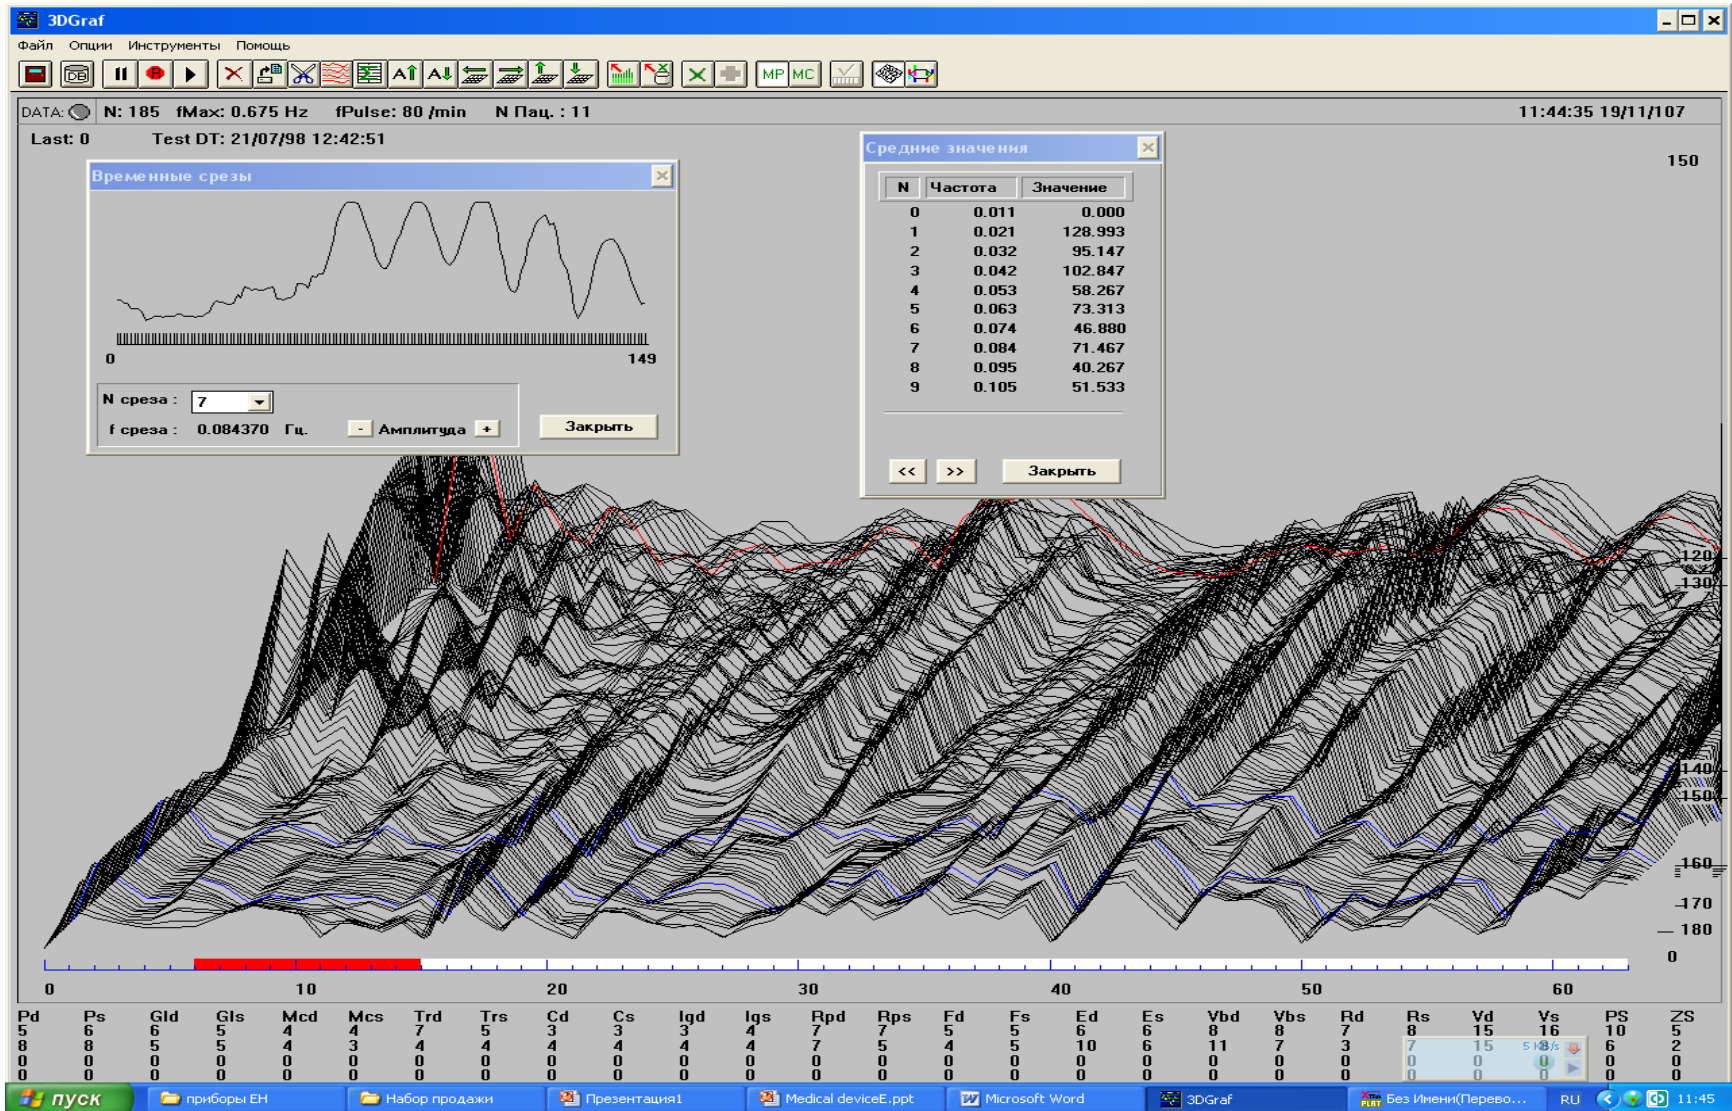 3DGraf
Файл Опции Инструменты Помощь
DB A A MP MC
DATA: N: 185 fMax: 0.675 Hz fPulse: 80 /min N Пац. : 11 11:44:35 19/11/107
Last: 0 Test DT: 21/07/98 12:42:51
150
Временные срезы
0 149
N среза : 7
f среза : 0.084370 Гц. - Амплитуда + Закрыть
Средние значения
N Частота Значение
0 0.011 0.000
1 0.021 128.993
2 0.032 95.147
3 0.042 102.847
4 0.053 58.267
5 0.063 73.313
6 0.074 46.880
7 0.084 71.467
8 0.095 40.267
9 0.105 51.533
<< >> Закрыть
120
130
140
150
160
170
180
0
0 10 20 30 40 50 60
Pd Ps Gld Gls Mcd Mcs Trd Trs Cd Cs Igd Igs Rpd Rps Fd Fs Ed Es Vbd Vbs Rd Rs Vd Vs PS ZS
5 6 6 5 4 4 7 5 3 4 3 4 7 7 5 4 6 6 8 8 7 8 15 16 10 5
8 8 5 5 4 3 4 4 3 3 4 4 7 5 4 5 10 6 11 7 3 7 15 8 6 2
0 0 0 0 0 0 0 0 0 0 0 0 0 0 0 0 0 0 0 0 0 0 0 0 0 0
0 0 0 0 0 0 0 0 0 0 0 0 0 0 0 0 0 0 0 0 0 0 0 0 0 0
пуск приборы ЕН Набор продажи Презентация1 Medical deviceE.ppt Microsoft Word 3DGraf Без Имени(Перево... RU 11:45